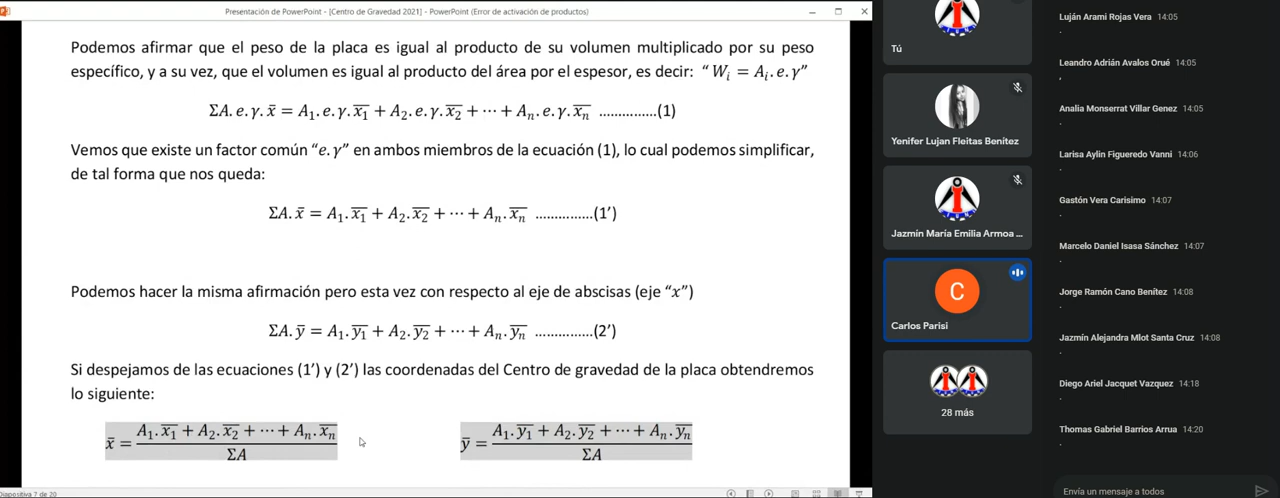 Presentación de PowerPoint - [Centro de Gravedad 2021] - PowerPoint (Error de activación de productos)
Podemos afirmar que el peso de la placa es igual al producto de su volumen multiplicado por su peso
específico, y a su vez, que el volumen es igual al producto del área por el espesor, es decir: “ Wᵢ = Aᵢ. e. γ”
ΣA. e. γ. x̄ = A₁. e. γ. x̄₁ + A₂. e. γ. x̄₂ + ⋯ + Aₙ. e. γ. x̄ₙ ...............(1)
Vemos que existe un factor común “e. γ” en ambos miembros de la ecuación (1), lo cual podemos simplificar,
de tal forma que nos queda:
ΣA. x̄ = A₁. x̄₁ + A₂. x̄₂ + ⋯ + Aₙ. x̄ₙ ...............(1’)
Podemos hacer la misma afirmación pero esta vez con respecto al eje de abscisas (eje “x”)
ΣA. ȳ = A₁. ȳ₁ + A₂. ȳ₂ + ⋯ + Aₙ. ȳₙ ...............(2’)
Si despejamos de las ecuaciones (1’) y (2’) las coordenadas del Centro de gravedad de la placa obtendremos
lo siguiente:
x̄ = (A₁. x̄₁ + A₂. x̄₂ + ⋯ + Aₙ. x̄ₙ) / ΣA
ȳ = (A₁. ȳ₁ + A₂. ȳ₂ + ⋯ + Aₙ. ȳₙ) / ΣA
Diapositiva 7 de 20
Tú
Yenifer Lujan Fleitas Benítez
Jazmín María Emilia Armoa ...
C
Carlos Parisi
28 más
Luján Arami Rojas Vera 14:05
.
Leandro Adrián Avalos Orué 14:05
,
Analia Monserrat Villar Genez 14:05
.
Larisa Aylín Figueredo Vanni 14:06
.
Gastón Vera Carisimo 14:07
.
Marcelo Daniel Isasa Sánchez 14:07
.
Jorge Ramón Cano Benítez 14:08
.
Jazmín Alejandra Mlot Santa Cruz 14:08
.
Diego Ariel Jacquet Vazquez 14:18
.
Thomas Gabriel Barrios Arrua 14:20
.
Envía un mensaje a todos